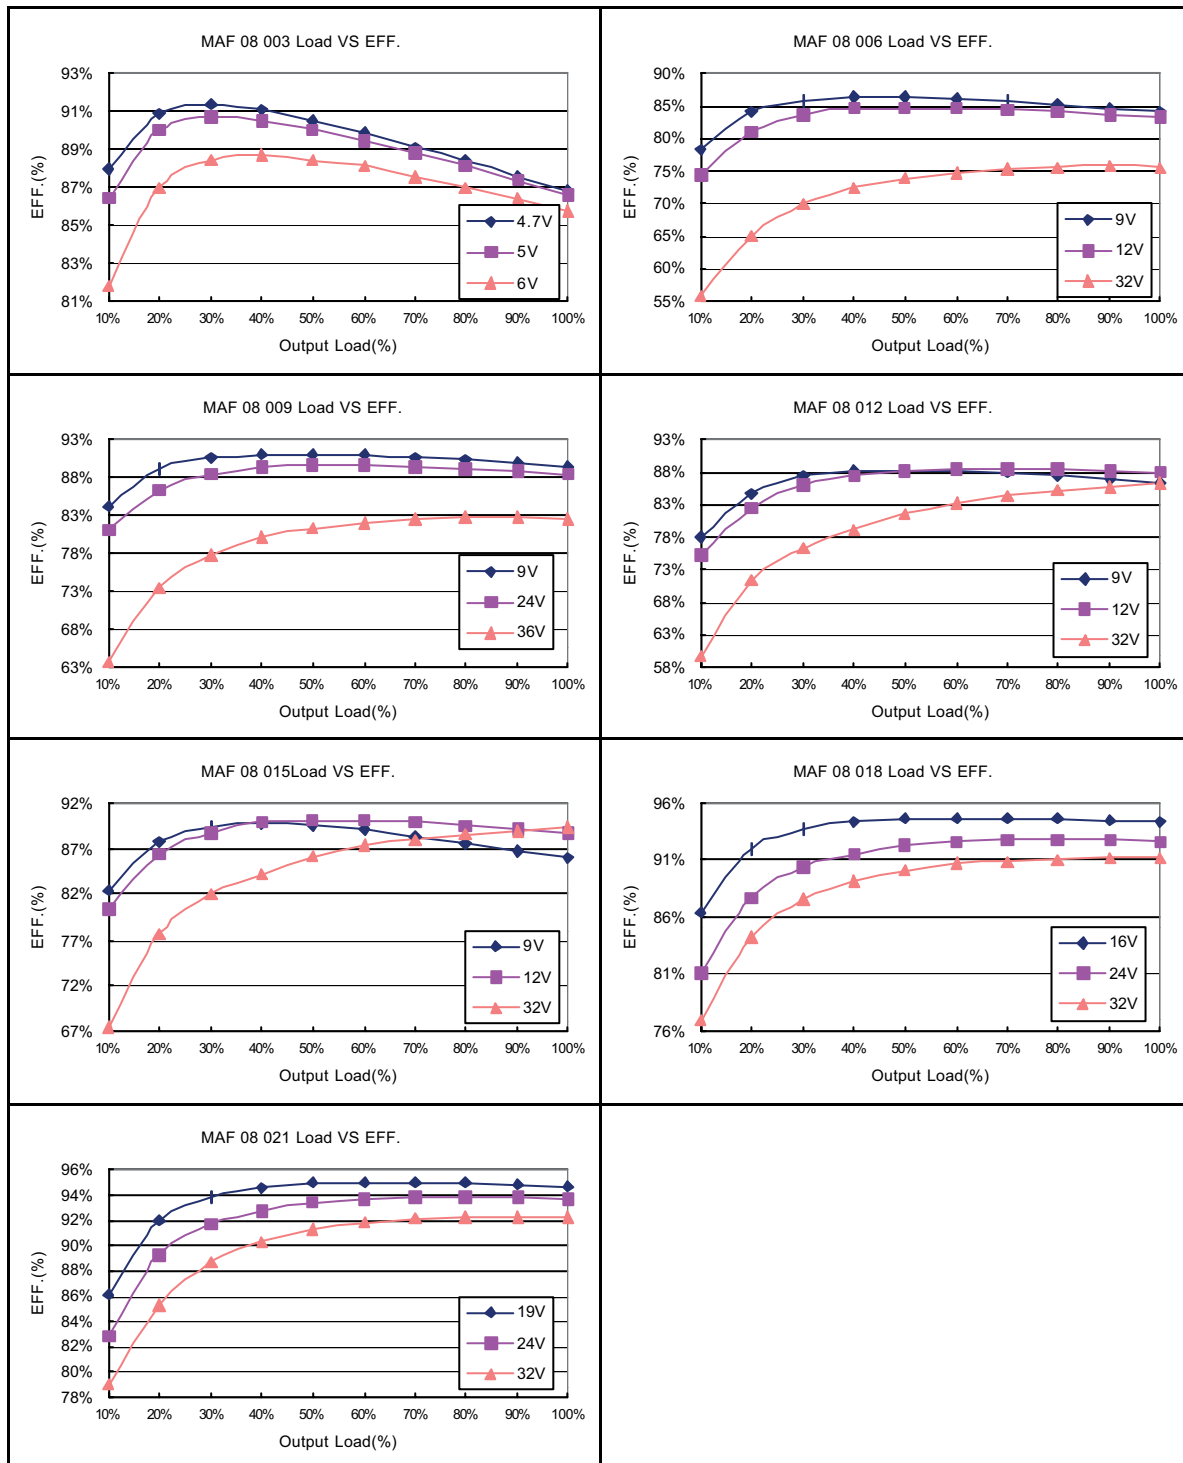 MAF 08 003 Load VS EFF.
93%
91%
89%
87%
85%
83%
81%
EFF.(%)
4.7V
5V
6V
10% 20% 30% 40% 50% 60% 70% 80% 90% 100%
Output Load(%)
MAF 08 006 Load VS EFF.
90%
85%
80%
75%
70%
65%
60%
55%
EFF.(%)
9V
12V
32V
10% 20% 30% 40% 50% 60% 70% 80% 90% 100%
Output Load(%)
MAF 08 009 Load VS EFF.
93%
88%
83%
78%
73%
68%
63%
EFF.(%)
9V
24V
36V
10% 20% 30% 40% 50% 60% 70% 80% 90% 100%
Output Load(%)
MAF 08 012 Load VS EFF.
93%
88%
83%
78%
73%
68%
63%
58%
EFF.(%)
9V
12V
32V
10% 20% 30% 40% 50% 60% 70% 80% 90% 100%
Output Load(%)
MAF 08 015Load VS EFF.
92%
87%
82%
77%
72%
67%
EFF.(%)
9V
12V
32V
10% 20% 30% 40% 50% 60% 70% 80% 90% 100%
Output Load(%)
MAF 08 018 Load VS EFF.
96%
91%
86%
81%
76%
EFF.(%)
16V
24V
32V
10% 20% 30% 40% 50% 60% 70% 80% 90% 100%
Output Load(%)
MAF 08 021 Load VS EFF.
96%
94%
92%
90%
88%
86%
84%
82%
80%
78%
EFF.(%)
19V
24V
32V
10% 20% 30% 40% 50% 60% 70% 80% 90% 100%
Output Load(%)